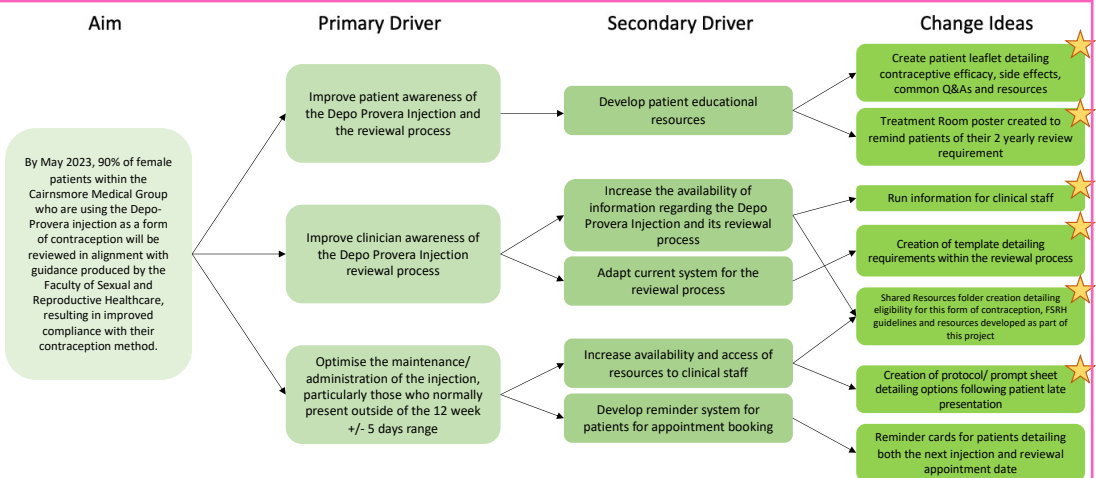 Aim
Primary Driver
Secondary Driver
Change Ideas
By May 2023, 90% of female
patients within the
Cairnsmore Medical Group
who are using the Depo-
Provera injection as a form
of contraception will be
reviewed in alignment with
guidance produced by the
Faculty of Sexual and
Reproductive Healthcare,
resulting in improved
compliance with their
contraception method.
Improve patient awareness of
the Depo Provera Injection and
the reviewal process
Improve clinician awareness of
the Depo Provera Injection
reviewal process
Optimise the maintenance/
administration of the injection,
particularly those who normally
present outside of the 12 week
+/- 5 days range
Develop patient educational
resources
Increase the availability of
information regarding the Depo
Provera Injection and its reviewal
process
Adapt current system for the
reviewal process
Increase availability and access of
resources to clinical staff
Develop reminder system for
patients for appointment booking
Create patient leaflet detailing
contraceptive efficacy, side effects,
common Q&As and resources
Treatment Room poster created to
remind patients of their 2 yearly review
requirement
Run information for clinical staff
Creation of template detailing
requirements within the reviewal process
Shared Resources folder creation detailing
eligibility for this form of contraception, FSRH
guidelines and resources developed as part of
this project
Creation of protocol/ prompt sheet
detailing options following patient late
presentation
Reminder cards for patients detailing
both the next injection and reviewal
appointment date